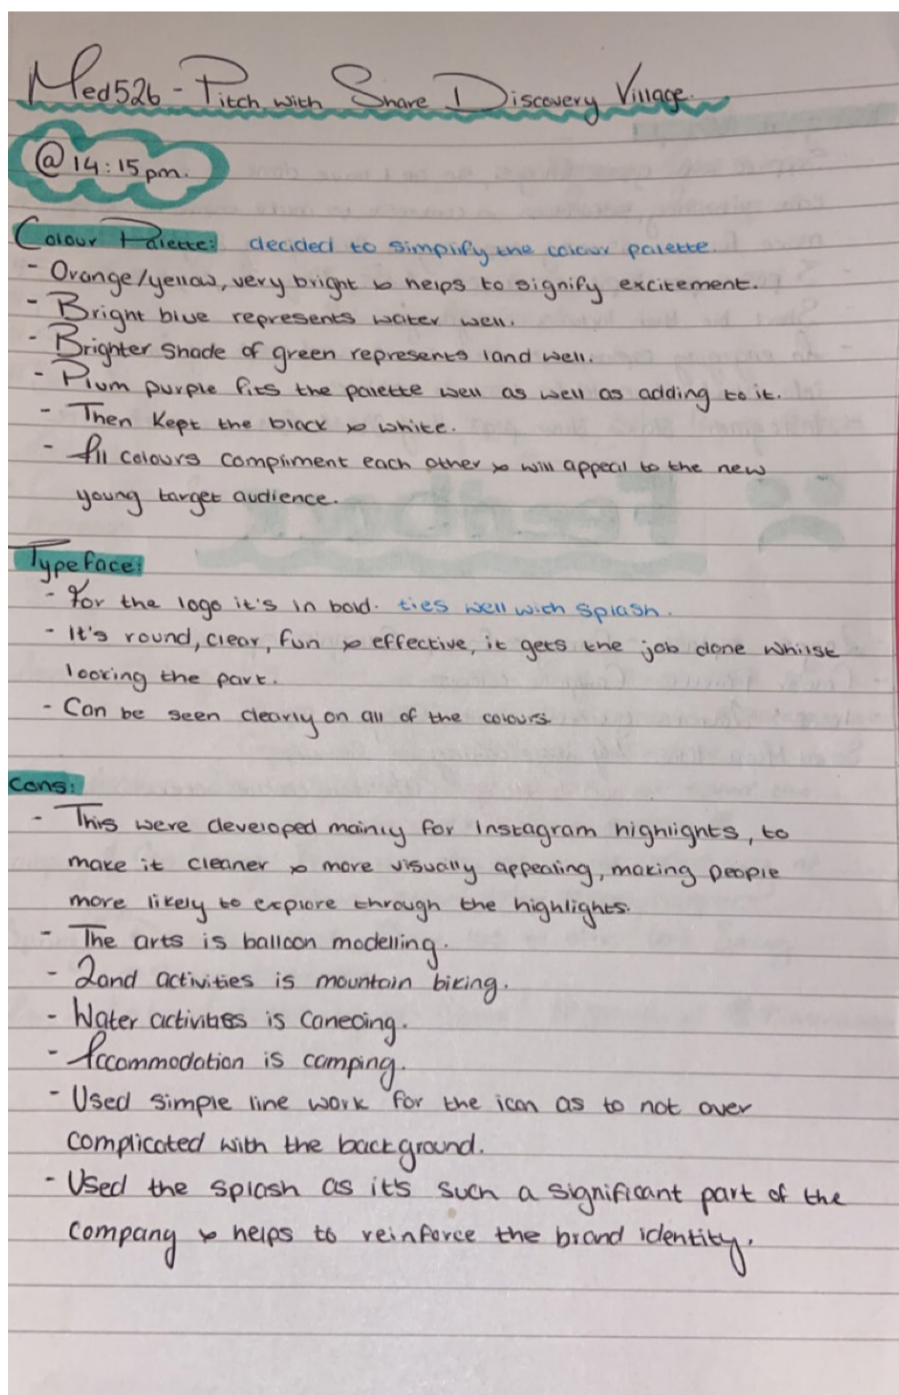 Med526 - Pitch with Share Discovery Village.
@ 14:15pm.
Colour Palette: decided to simplify the colour palette.
- Orange/yellow, very bright & helps to signify excitement.
- Bright blue represents water well.
- Brighter shade of green represents land well.
- Plum purple fits the palette well as well as adding to it.
- Then kept the black & white.
- All colours compliment each other & will appeal to the new
young target audience.
Typeface:
- For the logo it's in bold. ties well with splash.
- It's round, clear, fun & effective, it gets the job done whilst
looking the part.
- Can be seen clearly on all of the colours
Cons:
- This were developed mainly for Instagram highlights, to
make it cleaner & more visually appealing, making people
more likely to explore through the highlights.
- The arts is balloon modelling.
- Land activities is mountain biking.
- Water activities is canoeing.
- Accommodation is camping.
- Used simple line work for the icon as to not over
complicated with the background.
- Used the splash as it's such a significant part of the
company & helps to reinforce the brand identity.